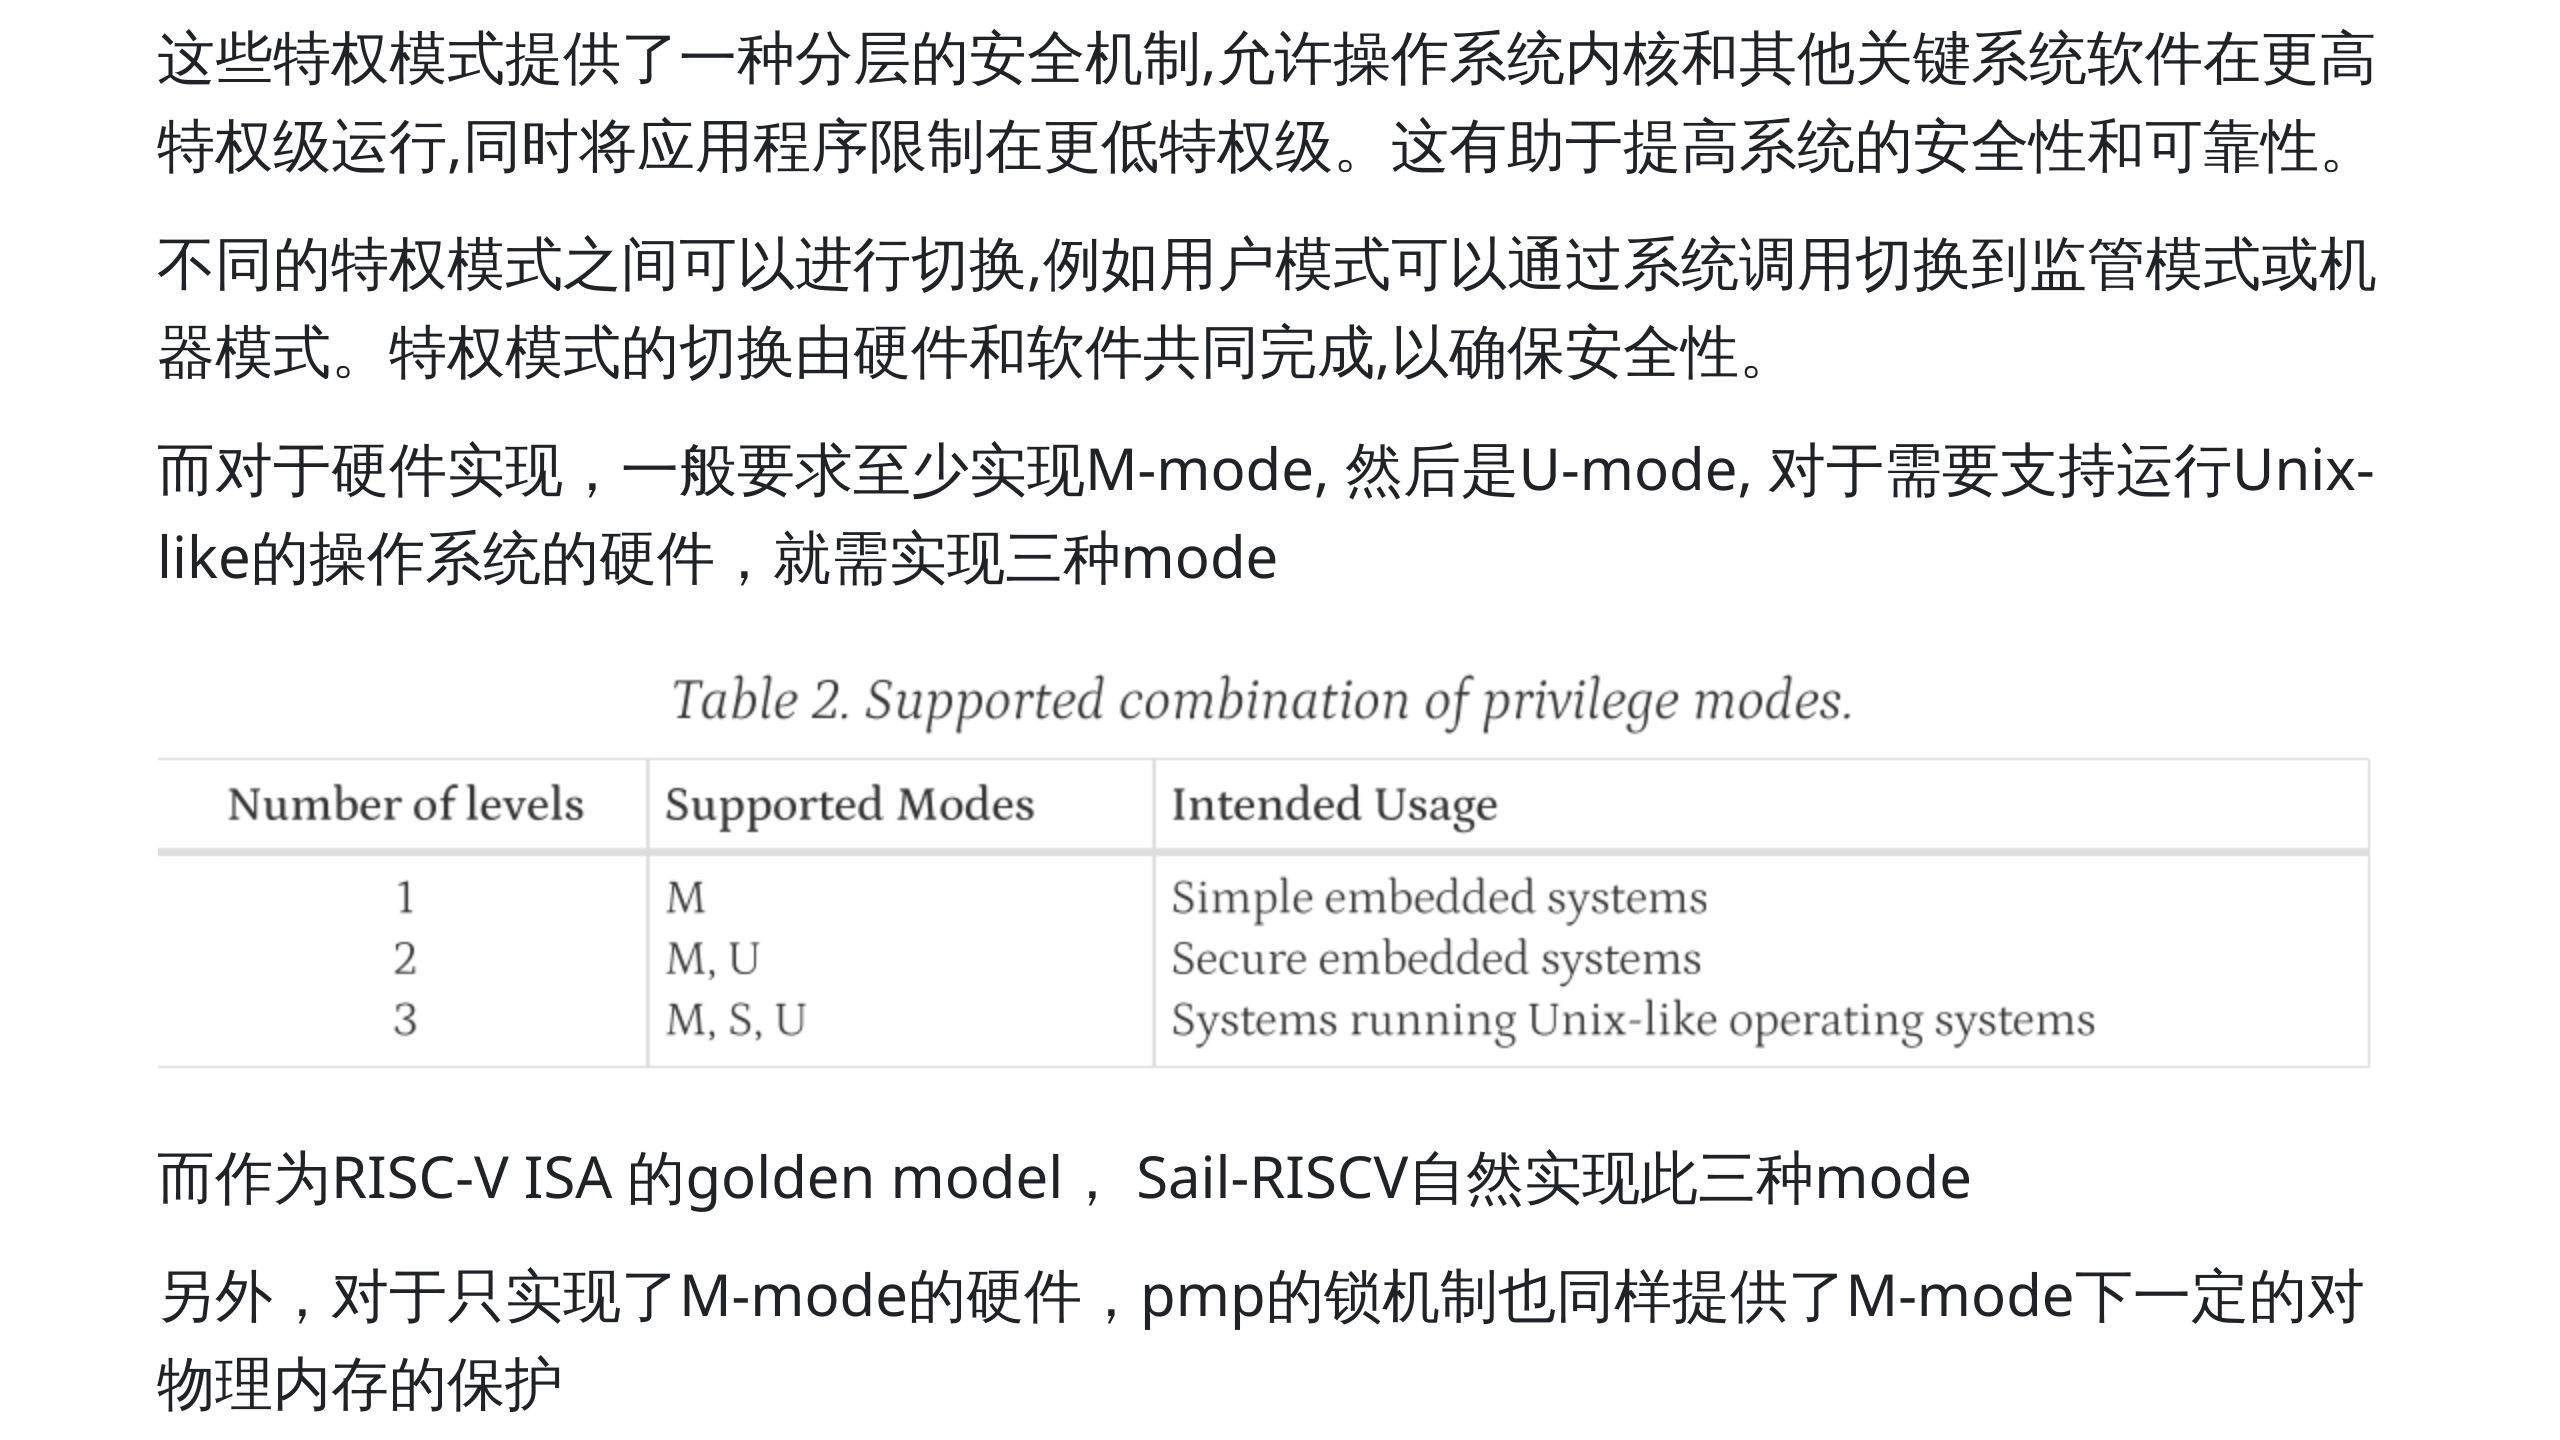 这些特权模式提供了一种分层的安全机制,允许操作系统内核和其他关键系统软件在更高
特权级运行,同时将应用程序限制在更低特权级。这有助于提高系统的安全性和可靠性。
不同的特权模式之间可以进行切换,例如用户模式可以通过系统调用切换到监管模式或机
器模式。特权模式的切换由硬件和软件共同完成,以确保安全性。
而对于硬件实现，一般要求至少实现M-mode, 然后是U-mode, 对于需要支持运行Unix-
like的操作系统的硬件，就需实现三种mode
Table 2. Supported combination of privilege modes.
Number of levels Supported Modes Intended Usage
1 M Simple embedded systems
2 M, U Secure embedded systems
3 M, S, U Systems running Unix-like operating systems
而作为RISC-V ISA 的golden model， Sail-RISCV自然实现此三种mode
另外，对于只实现了M-mode的硬件，pmp的锁机制也同样提供了M-mode下一定的对
物理内存的保护